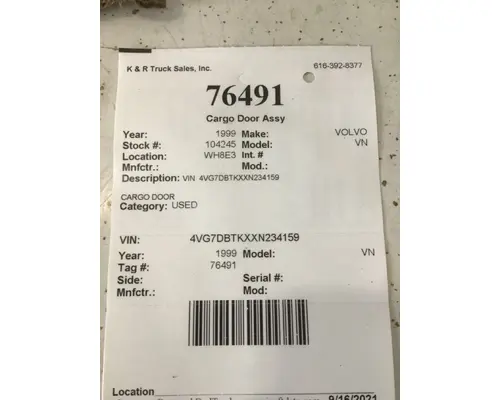 K & R Truck Sales, Inc. 616-392-8377
76491
Cargo Door Assy
Year: 1999 Make: VOLVO
Stock #: 104245 Model: VN
Location: WH8E3 Int. #
Mnfctr.: Mod.:
Description: VIN 4VG7DBTKXXN234159
CARGO DOOR
Category: USED
VIN: 4VG7DBTKXXN234159
Year: 1999 Model: VN
Tag #: 76491
Side: Serial #:
Mnfctr.: Mod:
Location
9/16/2021